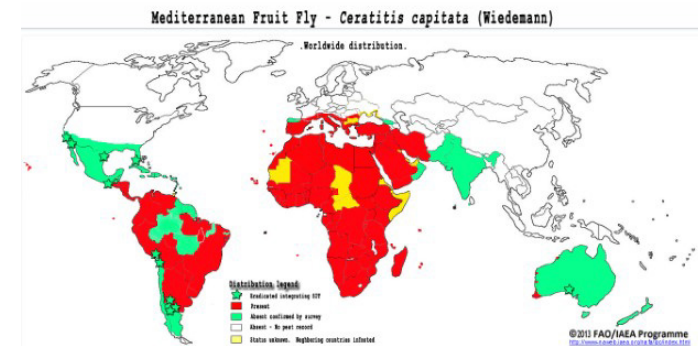 Mediterranean Fruit Fly - Ceratitis capitata (Wiedemann)
.Worldwide distribution.
Distribution legend
Eradicated integrating SIT
Present
Absent confirmed by survey
Absent - No pest record
Status unknown. Neighboring countries infested
©2013 FAO/IAEA Programme